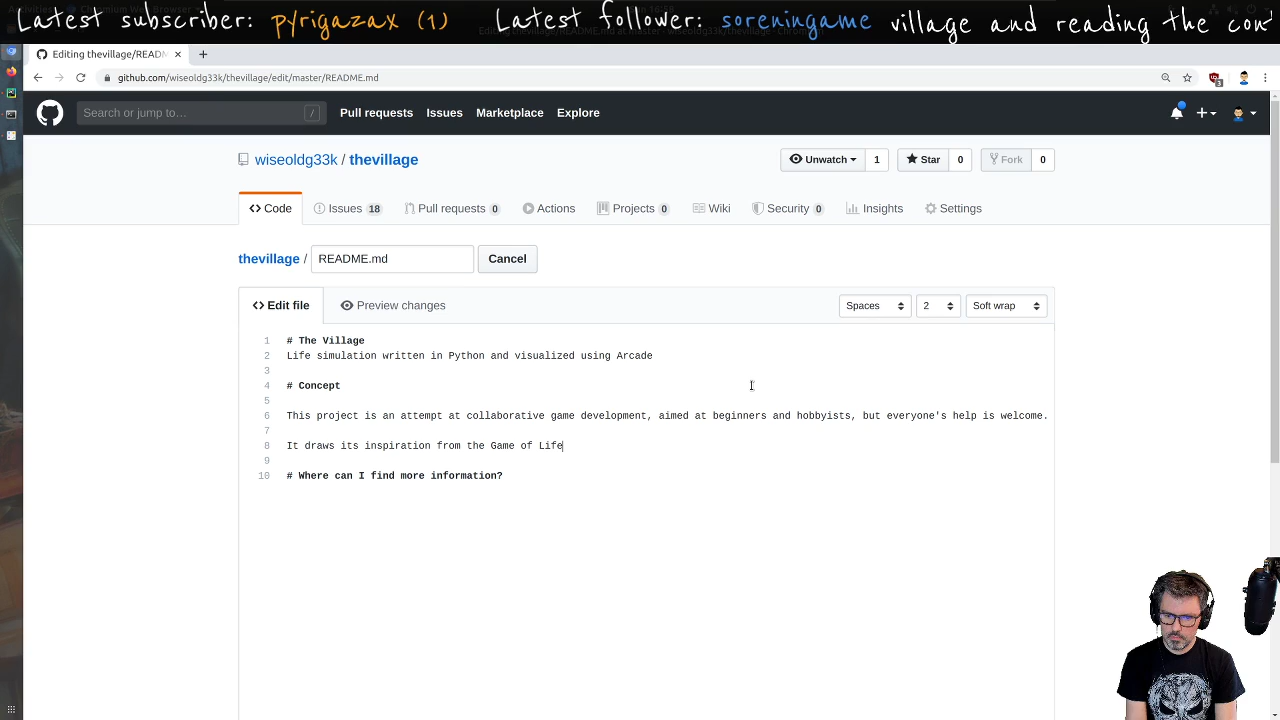 Latest subscriber: pyrigazax (1) Latest follower: soreningame village and reading the con
Editing thevillage/READM
github.com/wiseoldg33k/thevillage/edit/master/README.md
3
Search or jump to… /
Pull requests Issues Marketplace Explore
wiseoldg33k / thevillage
Unwatch 1 Star 0 Fork 0
Code Issues 18 Pull requests 0 Actions Projects 0 Wiki Security 0 Insights Settings
thevillage / README.md Cancel
Edit file Preview changes Spaces 2 Soft wrap
1 # The Village
2 Life simulation written in Python and visualized using Arcade
3
4 # Concept
5
6 This project is an attempt at collaborative game development, aimed at beginners and hobbyists, but everyone's help is welcome.
7
8 It draws its inspiration from the Game of Life
9
10 # Where can I find more information?